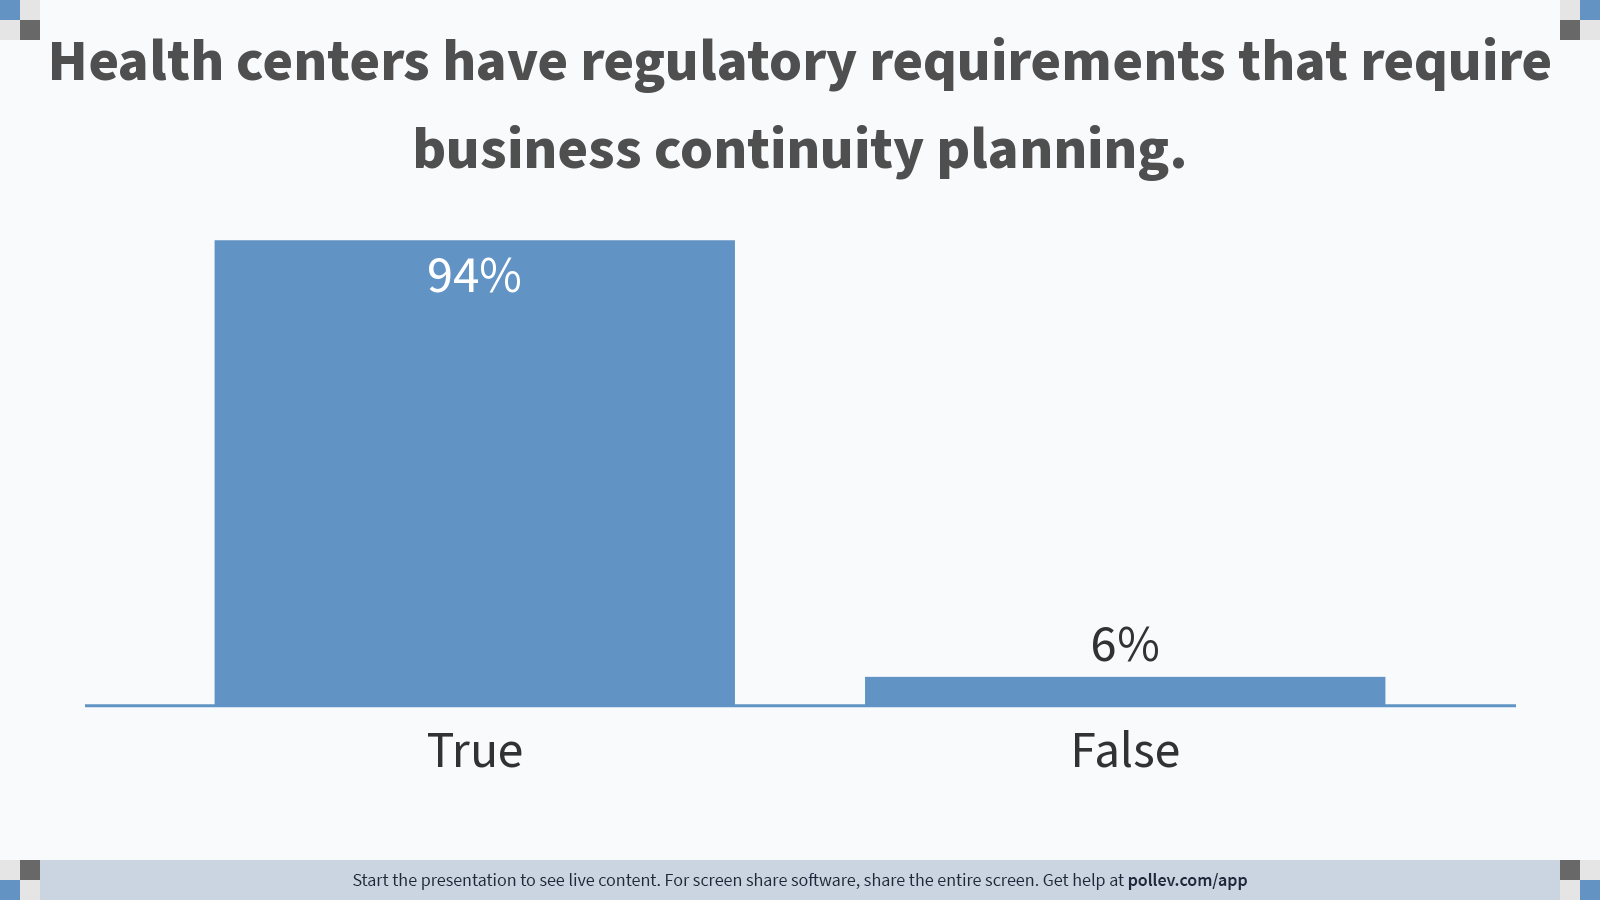 Health centers have regulatory requirements that require
business continuity planning.
94%
6%
True
False
Start the presentation to see live content. For screen share software, share the entire screen. Get help at pollev.com/app